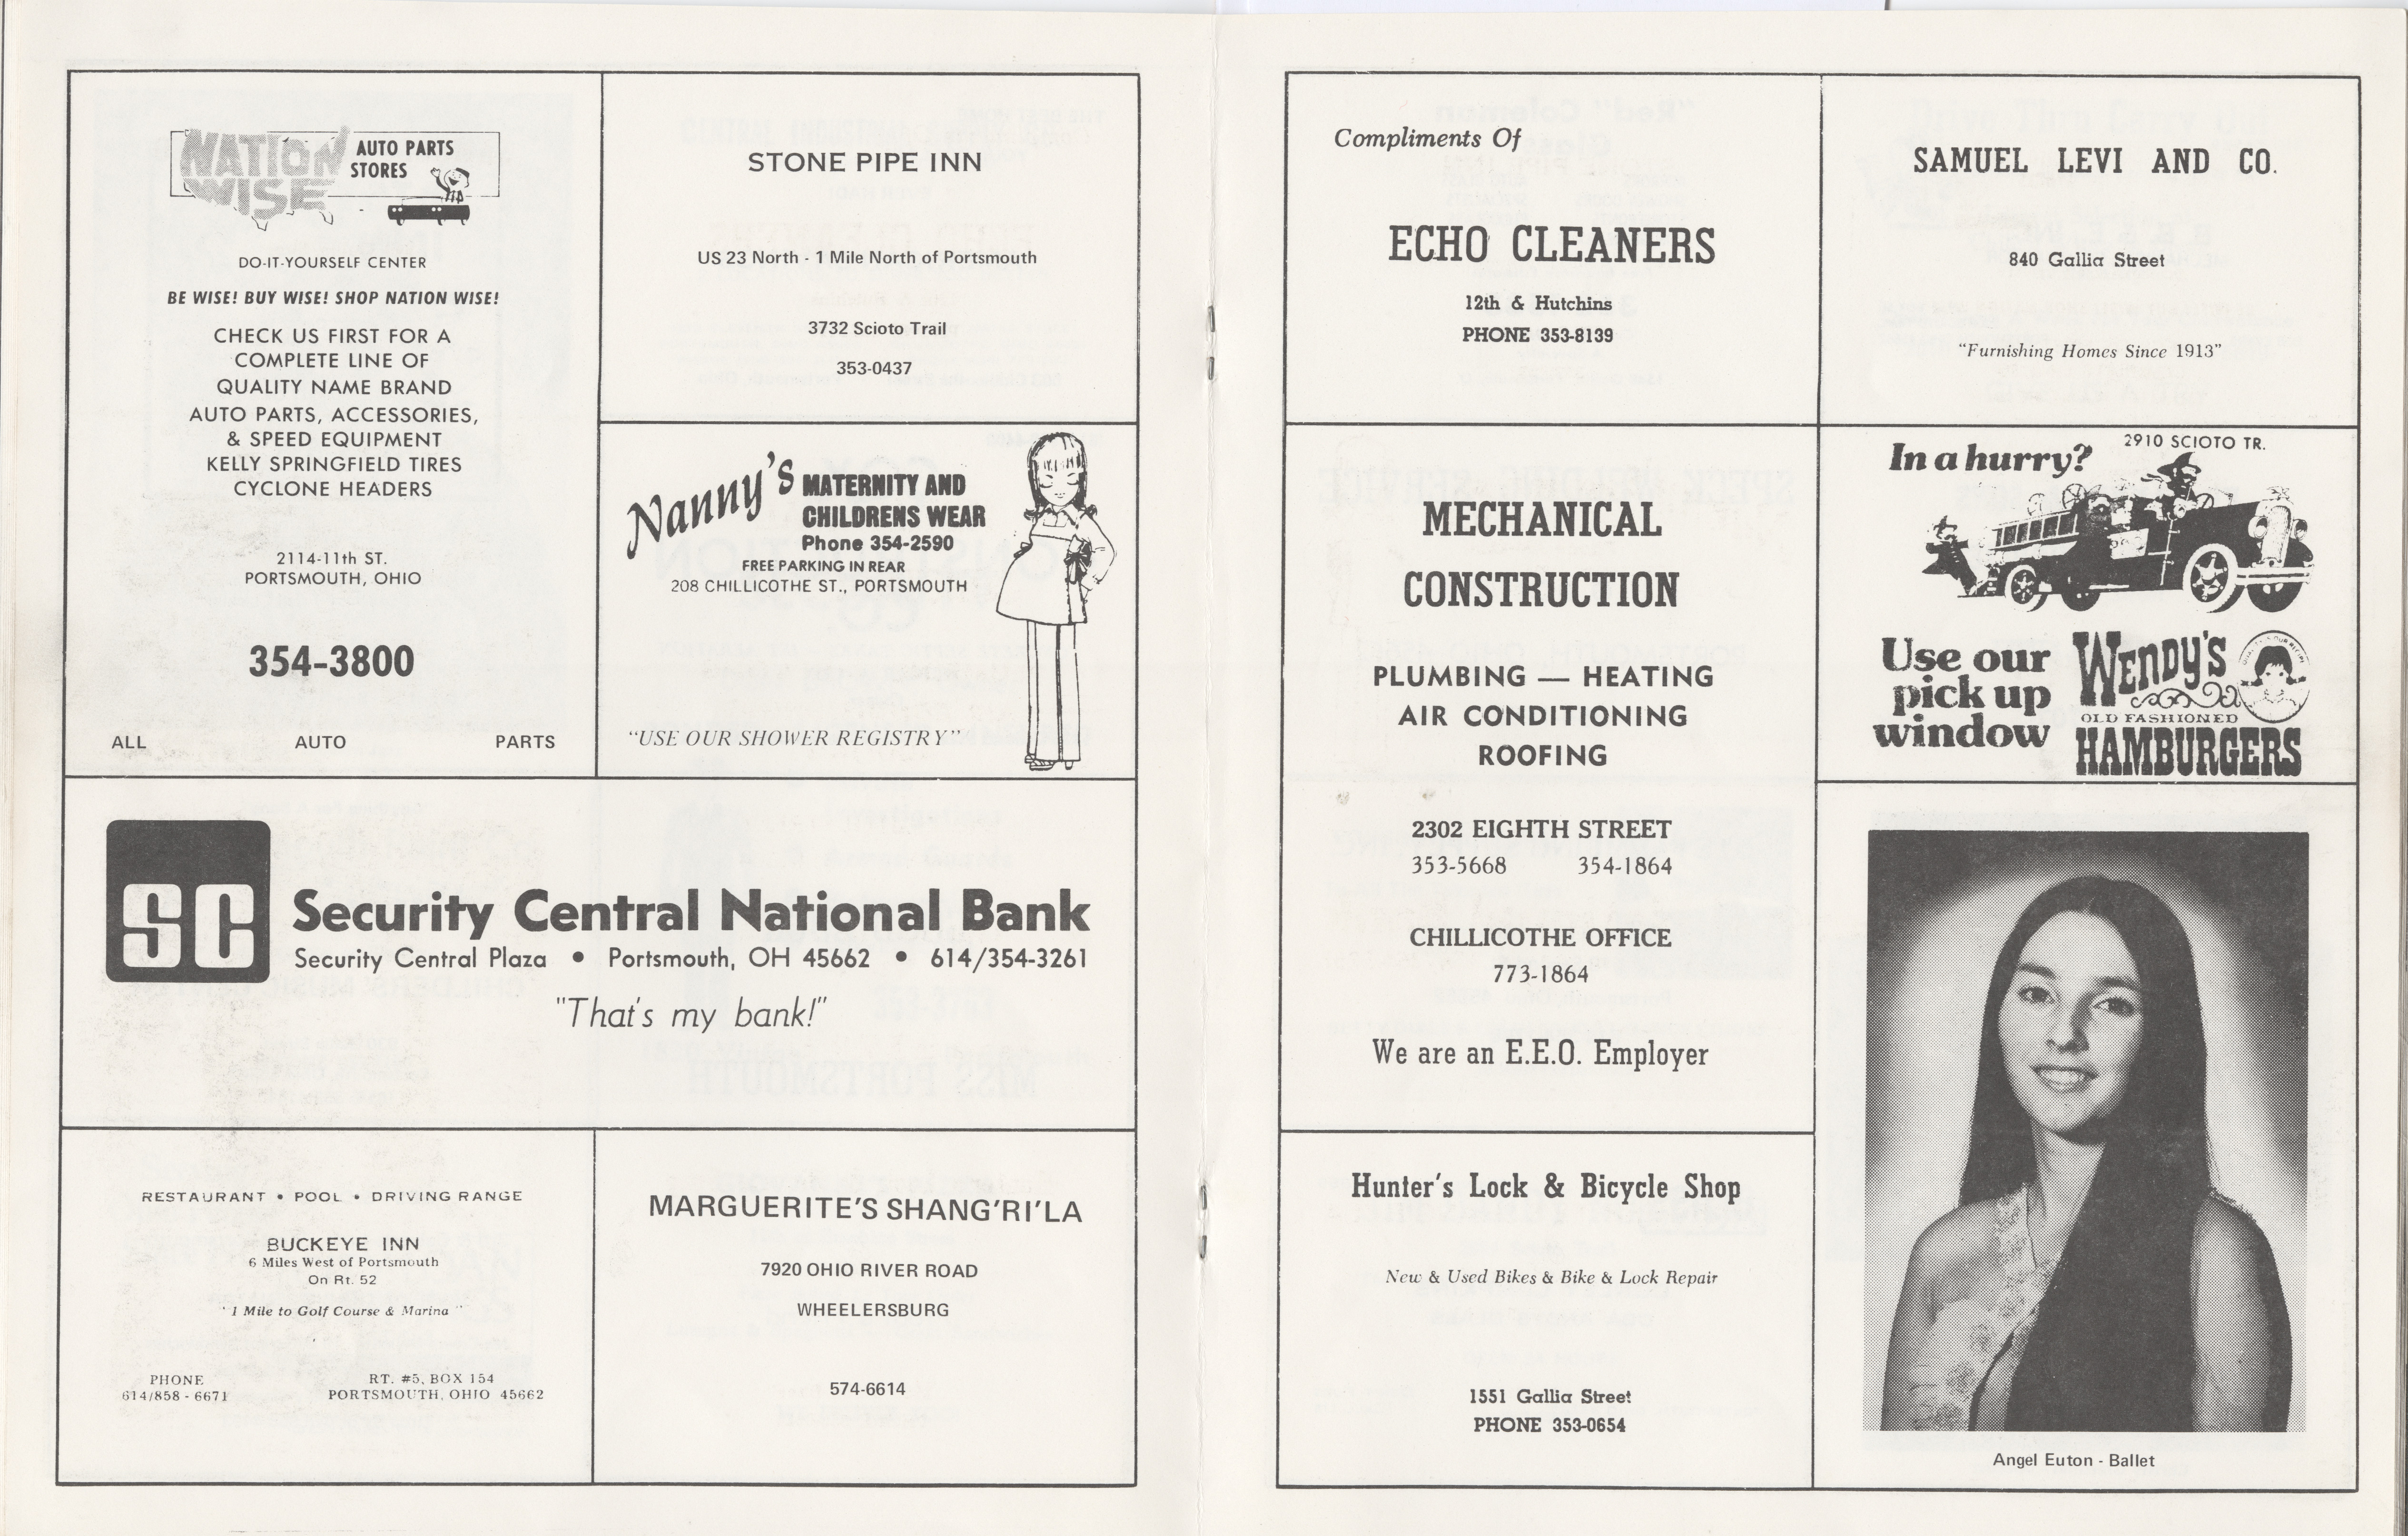 NATION WISE
AUTO PARTS
STORES
DO-IT-YOURSELF CENTER
BE WISE! BUY WISE! SHOP NATION WISE!
CHECK US FIRST FOR A
COMPLETE LINE OF
QUALITY NAME BRAND
AUTO PARTS, ACCESSORIES,
& SPEED EQUIPMENT
KELLY SPRINGFIELD TIRES
CYCLONE HEADERS
2114-11th ST.
PORTSMOUTH, OHIO
354-3800
ALL AUTO PARTS
STONE PIPE INN
US 23 North - 1 Mile North of Portsmouth
3732 Scioto Trail
353-0437
Nanny's
MATERNITY AND
CHILDRENS WEAR
Phone 354-2590
FREE PARKING IN REAR
208 CHILLICOTHE ST., PORTSMOUTH
"USE OUR SHOWER REGISTRY"
SC
Security Central National Bank
Security Central Plaza • Portsmouth, OH 45662 • 614/354-3261
"That's my bank!"
RESTAURANT • POOL • DRIVING RANGE
BUCKEYE INN
6 Miles West of Portsmouth
On Rt. 52
"1 Mile to Golf Course & Marina"
PHONE
614/858 - 6671
RT. #5, BOX 154
PORTSMOUTH, OHIO 45662
MARGUERITE'S SHANG'RI'LA
7920 OHIO RIVER ROAD
WHEELERSBURG
574-6614
Compliments Of
ECHO CLEANERS
12th & Hutchins
PHONE 353-8139
SAMUEL LEVI AND CO.
840 Gallia Street
"Furnishing Homes Since 1913"
MECHANICAL
CONSTRUCTION
PLUMBING — HEATING
AIR CONDITIONING
ROOFING
2302 EIGHTH STREET
353-5668 354-1864
CHILLICOTHE OFFICE
773-1864
We are an E.E.O. Employer
In a hurry?
2910 SCIOTO TR.
Use our
pick up
window
WENDY'S
OLD FASHIONED
HAMBURGERS
Hunter's Lock & Bicycle Shop
New & Used Bikes & Bike & Lock Repair
1551 Gallia Street
PHONE 353-0654
Angel Euton - Ballet